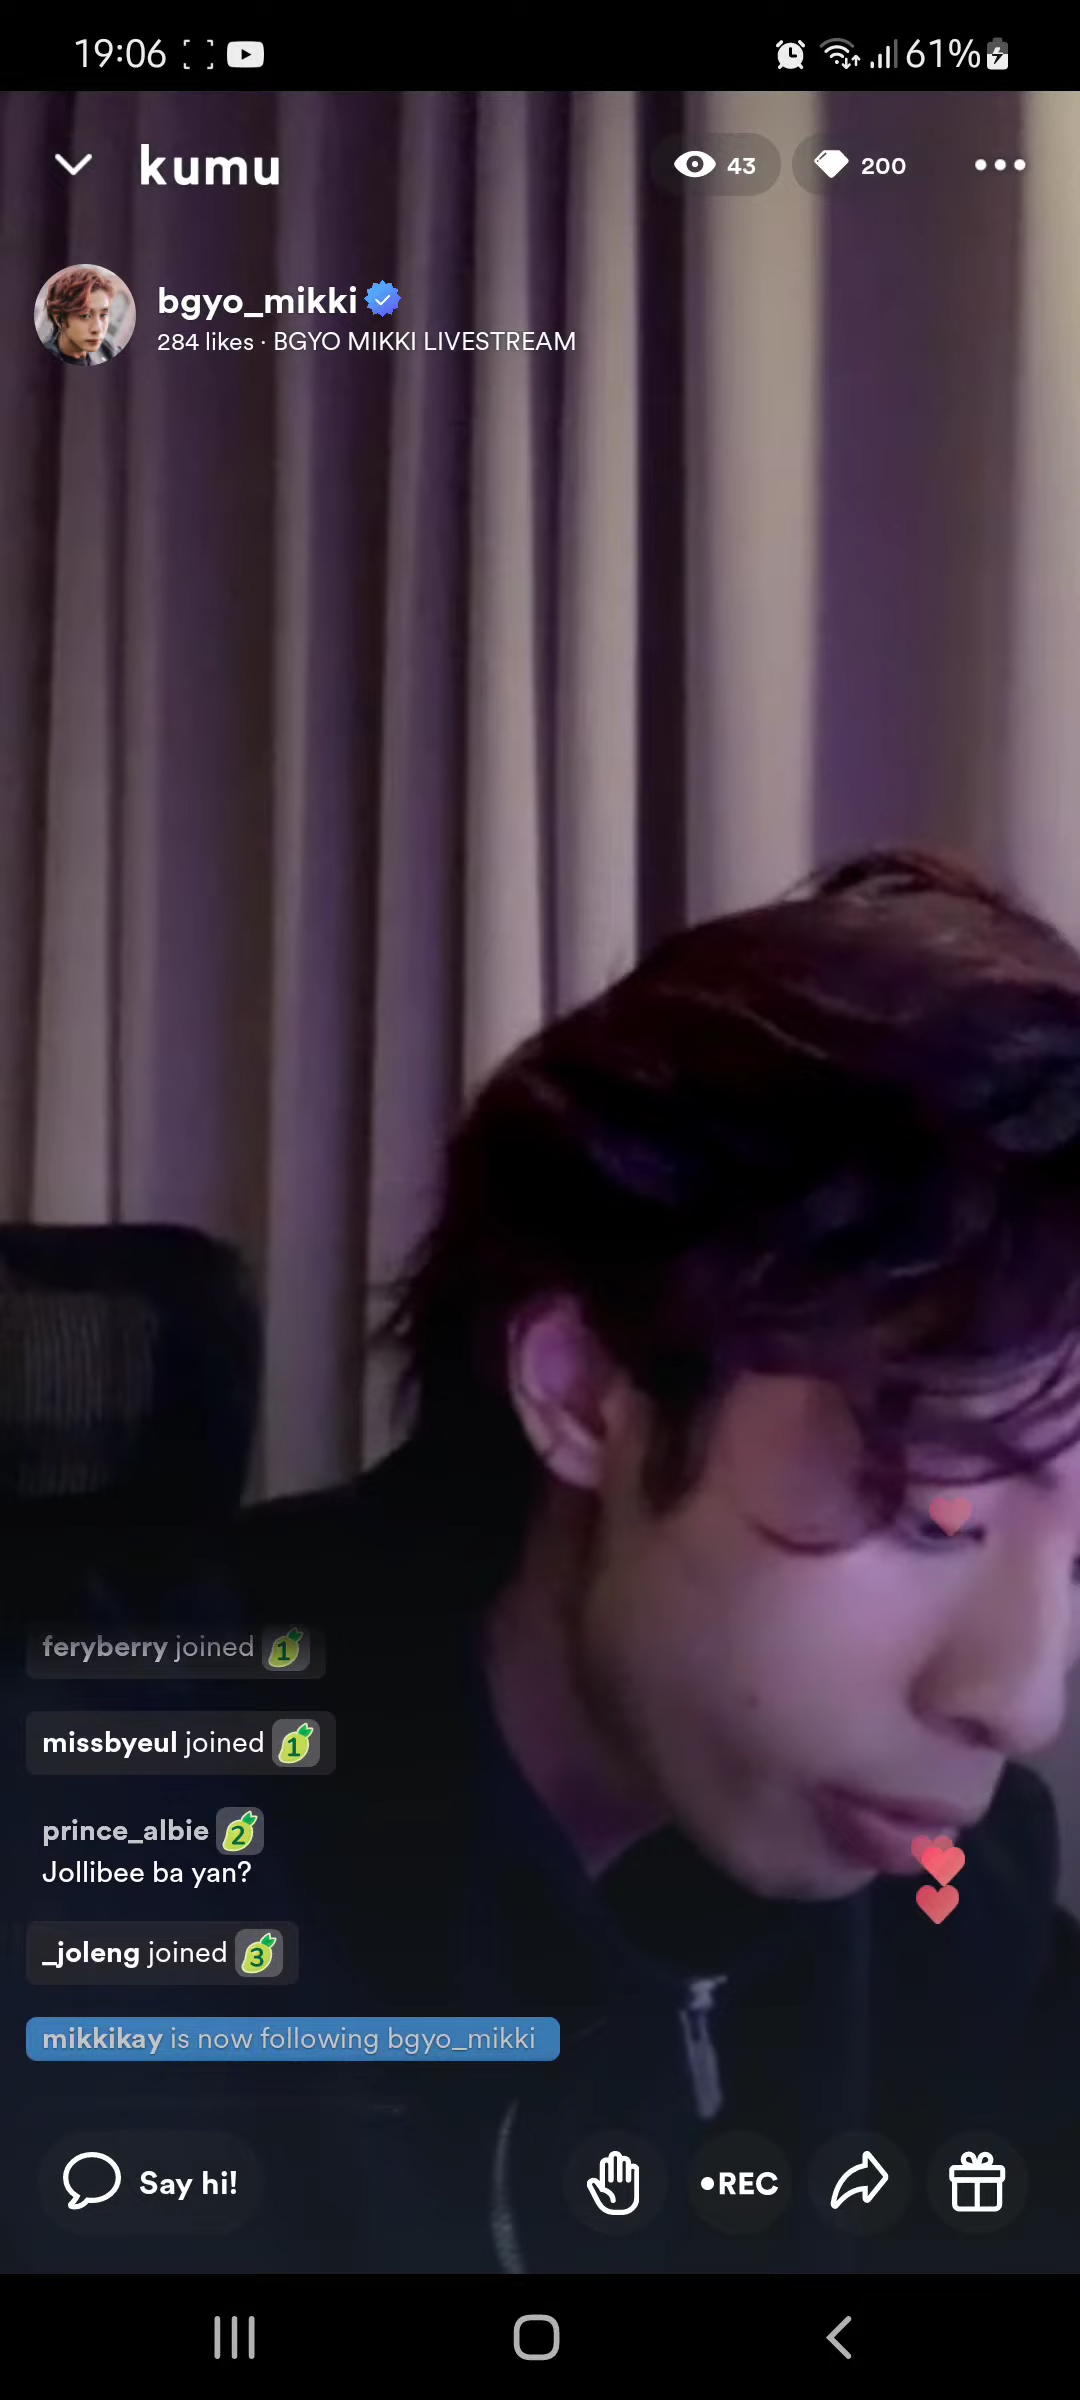 19:06
61%
kumu
43
200
bgyo_mikki
284 likes · BGYO MIKKI LIVESTREAM
feryberry joined 1
missbyeul joined 1
prince_albie 2
Jollibee ba yan?
_joleng joined 3
mikkikay is now following bgyo_mikki
Say hi!
•REC